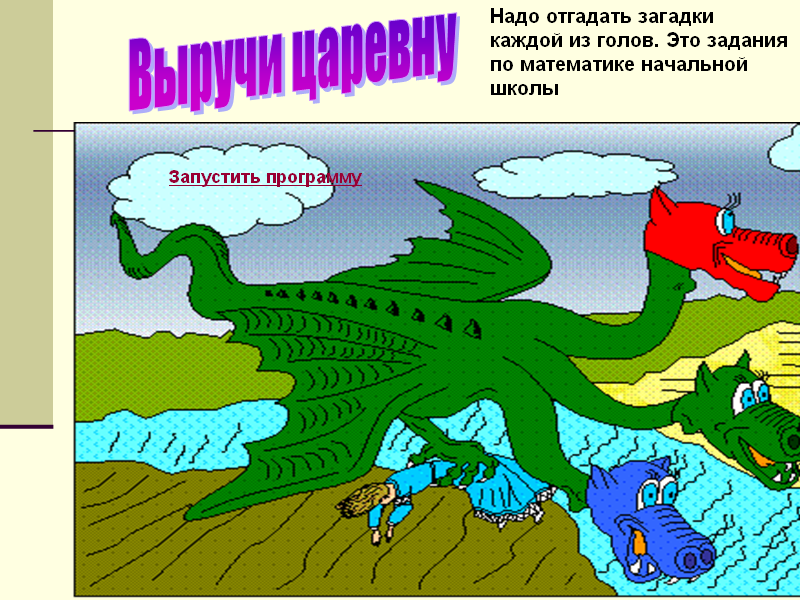 Выручи царевну
Надо отгадать загадки
каждой из голов. Это задания
по математике начальной
школы
Запустить программу